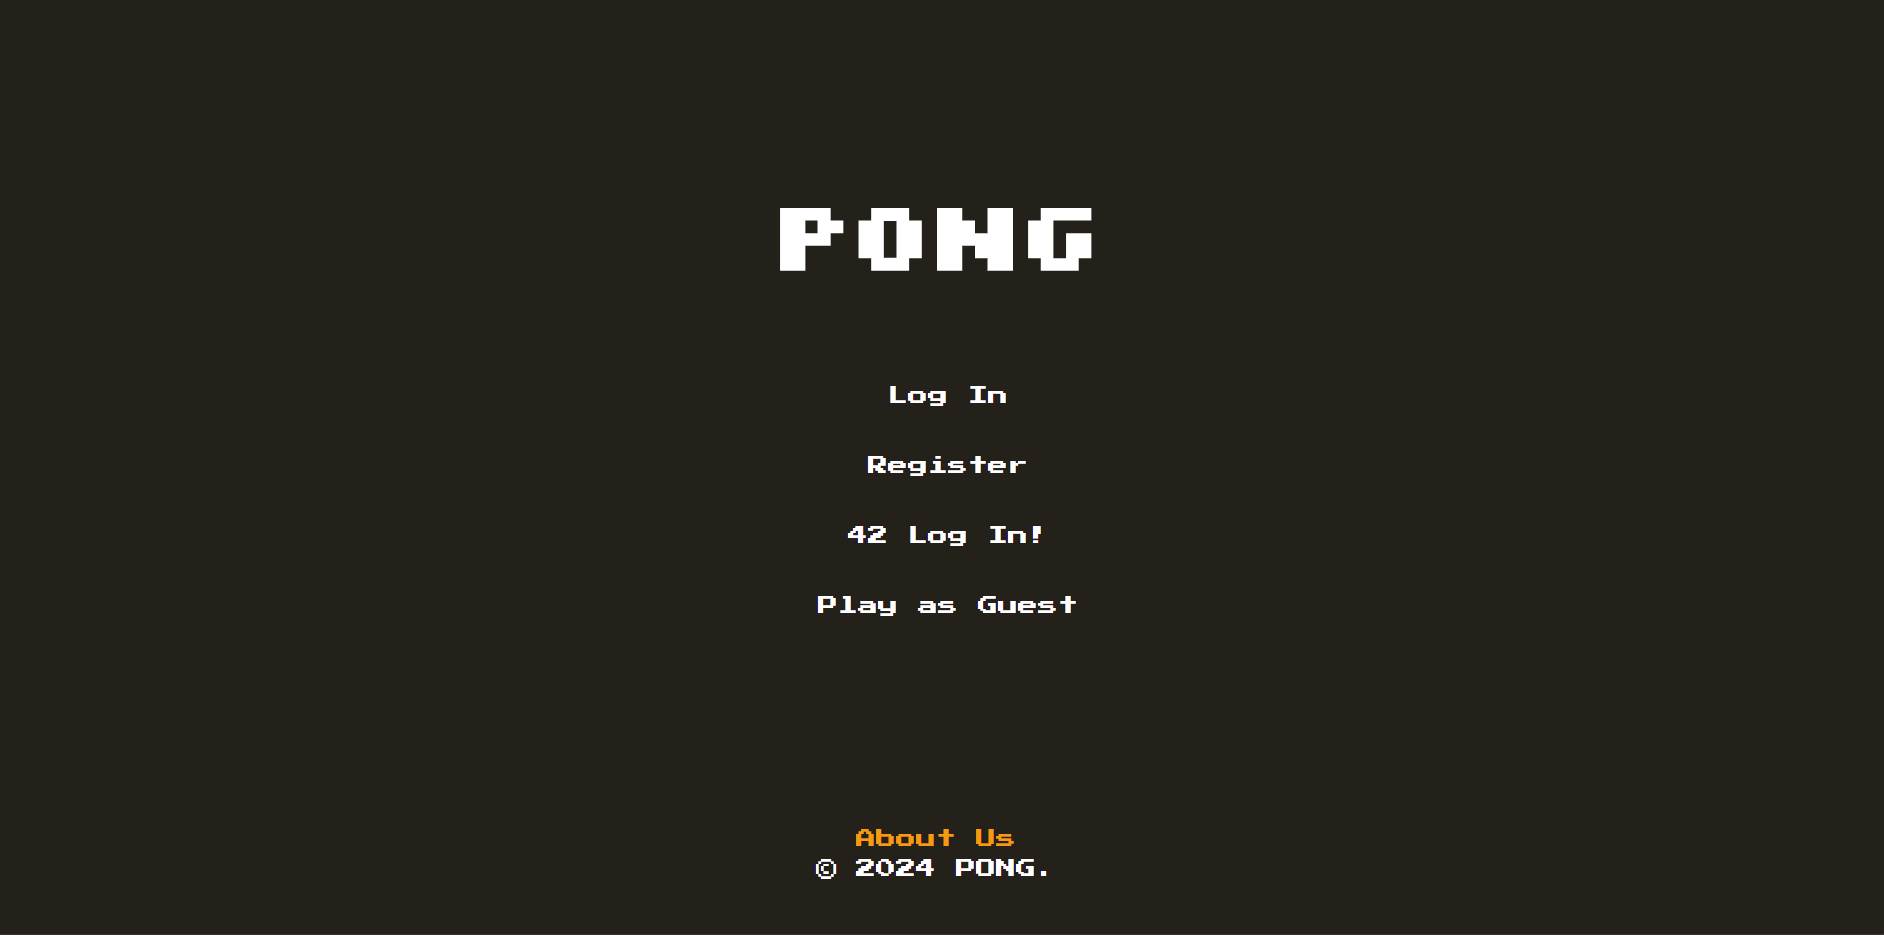 PONG
Log In
Register
42 Log In!
Play as Guest
About Us
© 2024 PONG.